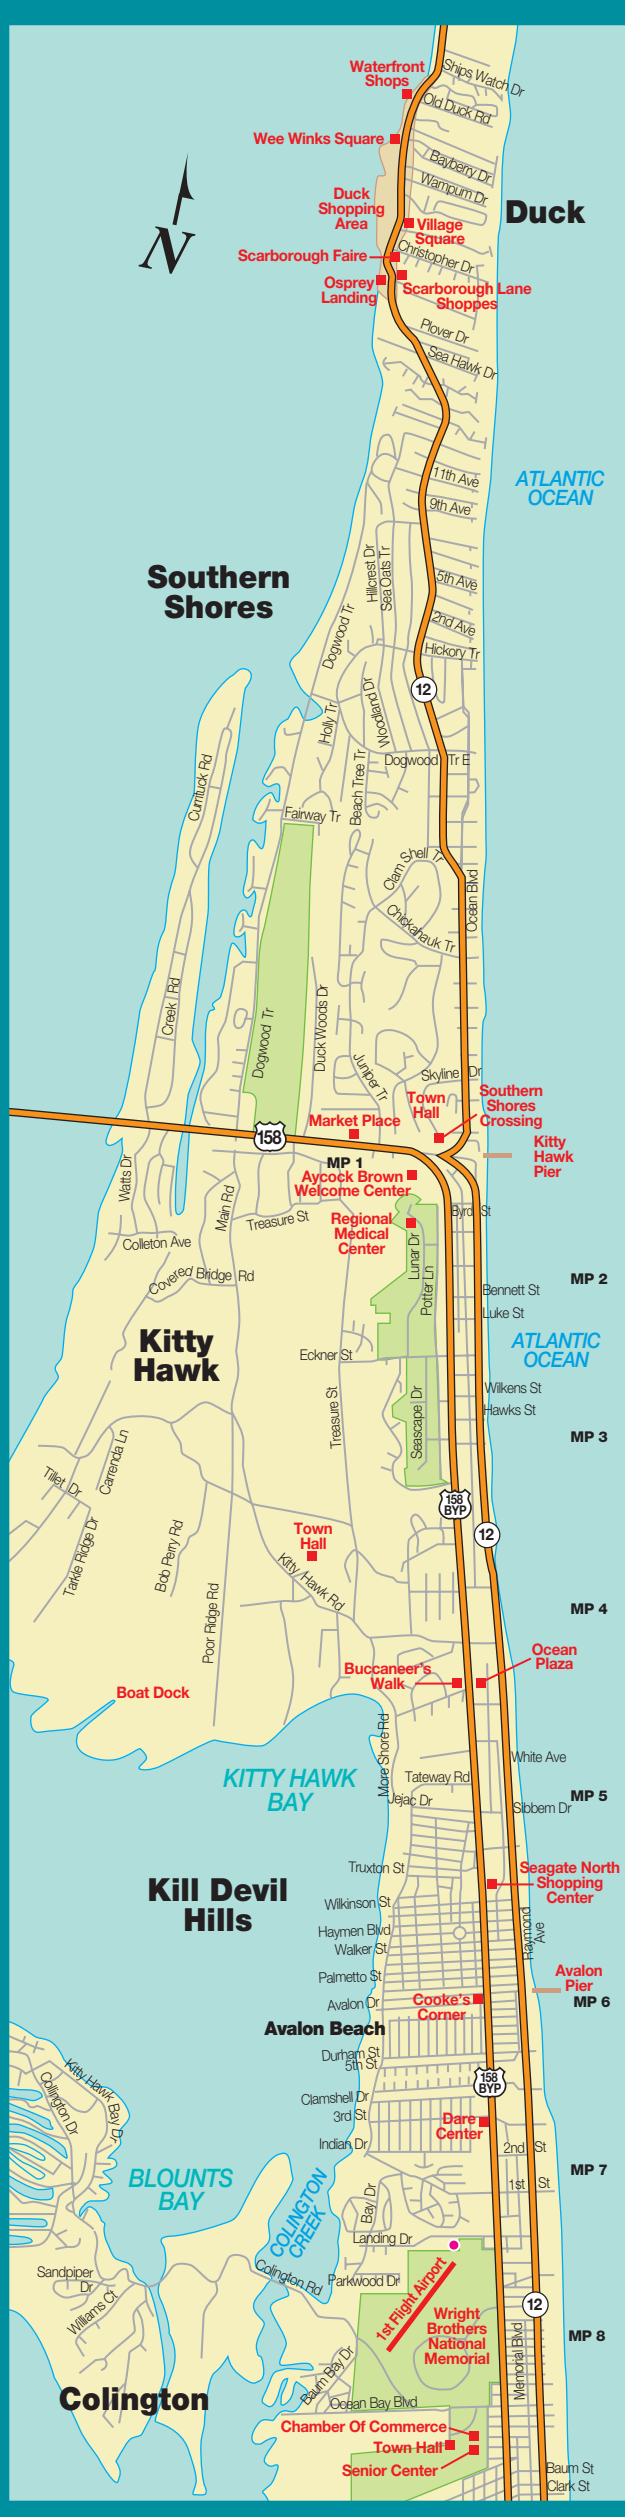 Waterfront
Shops
Ships Watch Dr
Old Duck Rd
Wee Winks Square
Bayberry Dr
Wampum Dr
Duck
Shopping
Area
Duck
Village
Square
N
Christopher Dr
Scarborough Faire
Osprey
Landing
Scarborough Lane
Shoppes
Plover Dr
Sea Hawk Dr
11th Ave
9th Ave
ATLANTIC
OCEAN
Southern
Shores
Hillcrest Dr
Sea Oats Tr
5th Ave
2nd Ave
Hickory Tr
Dogwood Tr
12
Woodland Dr
Holly Tr
Dogwood Tr E
Beach Tree Tr
Currituck Rd
Fairway Tr
Clam Shell Tr
Ocean Blvd
Chickahauk Tr
Creek Rd
Dogwood Tr
Duck Woods Dr
Juniper Tr
Skyline Dr
Town
Hall
Southern
Shores
Crossing
Market Place
158
Kitty
Hawk
Pier
MP 1
Aycock Brown
Welcome Center
Watts Dr
Main Rd
Treasure St
Regional
Medical
Center
Byrd St
Lunar Dr
Potter Ln
Colleton Ave
Covered Bridge Rd
MP 2
Bennett St
Luke St
Kitty
Hawk
ATLANTIC
OCEAN
Eckner St
Treasure St
Seascape Dr
Wilkens St
Hawks St
MP 3
Carrenda Ln
Tillet Dr
Tarkle Ridge Dr
Bob Perry Rd
Poor Ridge Rd
158
BYP
12
Town
Hall
Kitty Hawk Rd
MP 4
Ocean
Plaza
Buccaneer's
Walk
Boat Dock
More Shore Rd
KITTY HAWK
BAY
White Ave
Tateway Rd
Jejac Dr
MP 5
Sibbern Dr
Truxton St
Seagate North
Shopping
Center
Kill Devil
Hills
Wilkinson St
Haymen Blvd
Walker St
Raymond
Ave
Palmetto St
Avalon
Pier
Avalon Dr
Cooke's
Corner
MP 6
Avalon Beach
Durham St
5th St
158
BYP
Kitty Hawk Bay Dr
Collington Dr
Clamshell Dr
3rd St
Dare
Center
Indian Dr
2nd St
MP 7
1st St
BLOUNTS
BAY
COLINGTON
CREEK
Bay Dr
Landing Dr
Sandpiper
Dr
Colington Rd
Parkwood Dr
1st Flight Airport
Williams Ct
12
Wright
Brothers
National
Memorial
Memorial Blvd
MP 8
Baum Bay Dr
Colington
Ocean Bay Blvd
Chamber Of Commerce
Town Hall
Senior Center
Baum St
Clark St